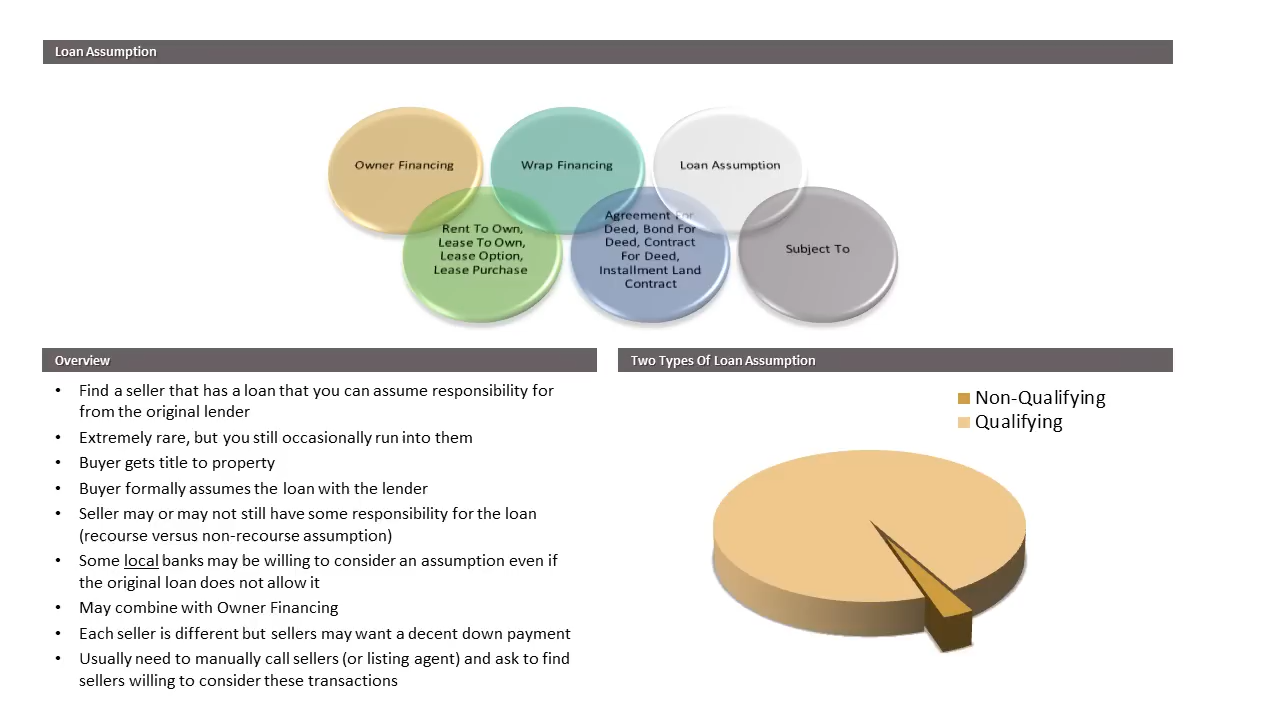 Loan Assumption
Owner Financing
Wrap Financing
Loan Assumption
Rent To Own,
Lease To Own,
Lease Option,
Lease Purchase
Agreement For
Deed, Bond For
Deed, Contract
For Deed,
Installment Land
Contract
Subject To
Overview
• Find a seller that has a loan that you can assume responsibility for
from the original lender
• Extremely rare, but you still occasionally run into them
• Buyer gets title to property
• Buyer formally assumes the loan with the lender
• Seller may or may not still have some responsibility for the loan
(recourse versus non-recourse assumption)
• Some local banks may be willing to consider an assumption even if
the original loan does not allow it
• May combine with Owner Financing
• Each seller is different but sellers may want a decent down payment
• Usually need to manually call sellers (or listing agent) and ask to find
sellers willing to consider these transactions
Two Types Of Loan Assumption
Non-Qualifying
Qualifying